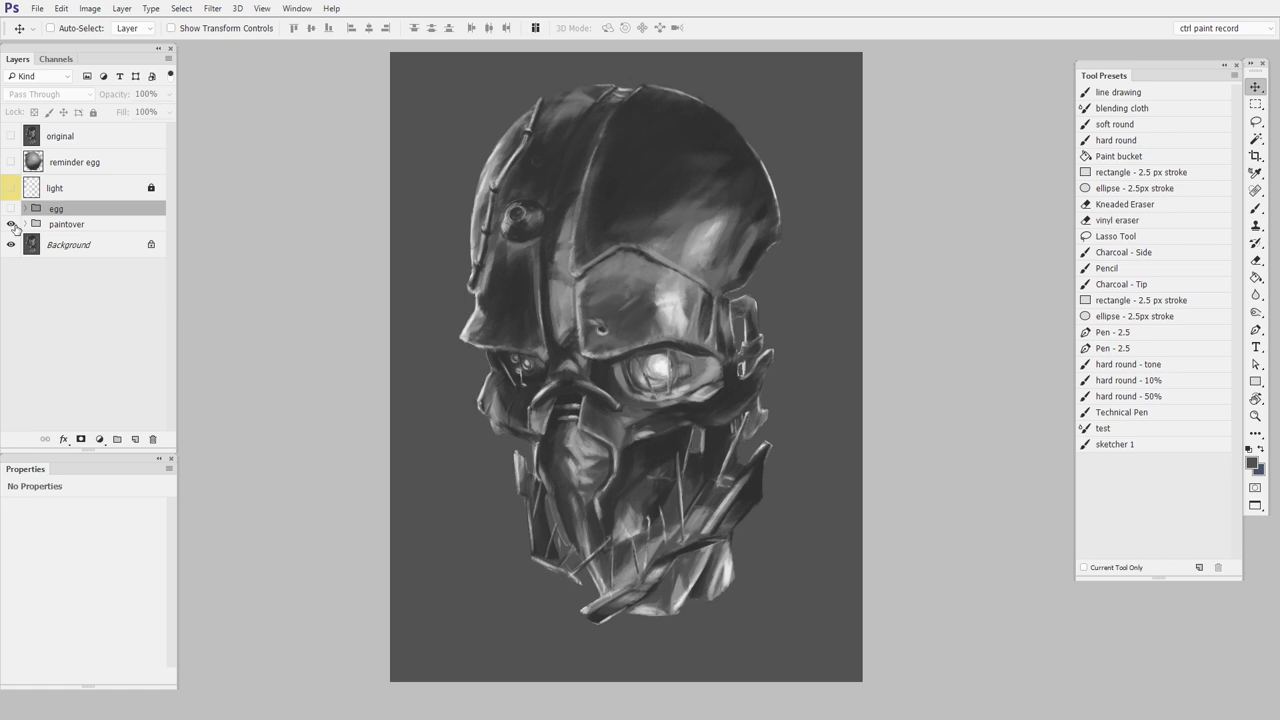 Ps File Edit Image Layer Type Select Filter 3D View Window Help
Auto-Select: Layer Show Transform Controls 3D Mode: ctrl paint record
Layers Channels
Kind
Pass Through Opacity: 100%
Lock: Fill: 100%
original
reminder egg
light
egg
paintover
Background
fx
Properties
No Properties
Tool Presets
line drawing
blending cloth
soft round
hard round
Paint bucket
rectangle - 2.5 px stroke
ellipse - 2.5px stroke
Kneaded Eraser
vinyl eraser
Lasso Tool
Charcoal - Side
Pencil
Charcoal - Tip
rectangle - 2.5 px stroke
ellipse - 2.5px stroke
Pen - 2.5
Pen - 2.5
hard round - tone
hard round - 10%
hard round - 50%
Technical Pen
test
sketcher 1
Current Tool Only